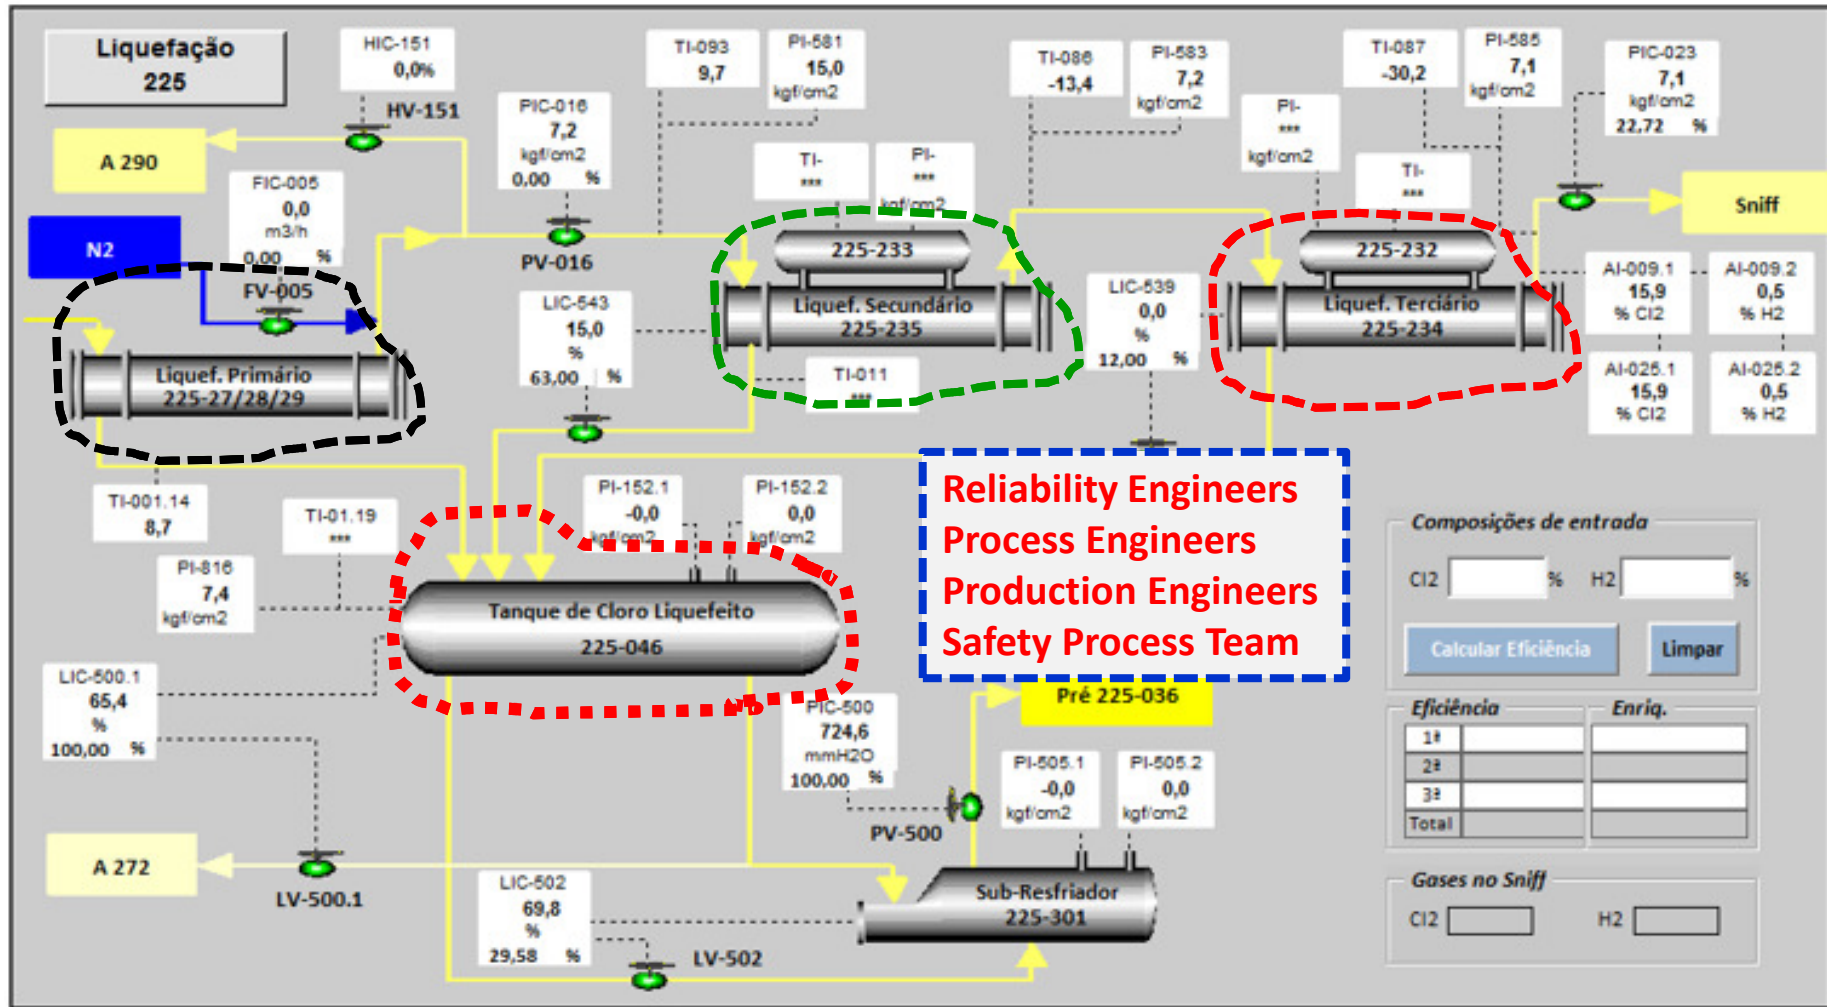 Liquefação
225
HIC-151
0,0%
HV-151
A 290
FIC-005
0,0
m3/h
0,00 %
N2
FV-005
PIC-016
7,2
kgf/cm2
0,00 %
PV-016
TI-093
9,7
PI-581
15,0
kgf/cm2
TI-
***
PI-
***
kgf/cm2
225-233
Liquef. Secundário
225-235
TI-086
-13,4
PI-583
7,2
kgf/cm2
PI-
***
kgf/cm2
TI-087
-30,2
PI-585
7,1
kgf/cm2
TI-
***
225-232
Liquef. Terciário
225-234
PIC-023
7,1
kgf/cm2
22,72 %
Sniff
AI-009.1
15,9
% Cl2
AI-009.2
0,5
% H2
AI-025.1
15,9
% Cl2
AI-025.2
0,5
% H2
LIC-543
15,0
%
63,00 %
TI-011
***
LIC-539
0,0
%
12,00 %
Liquef. Primário
225-27/28/29
TI-001.14
8,7
TI-01.19
***
PI-816
7,4
kgf/cm2
PI-152.1
-0,0
kgf/cm2
PI-152.2
0,0
kgf/cm2
Tanque de Cloro Liquefeito
225-046
Reliability Engineers
Process Engineers
Production Engineers
Safety Process Team
LIC-500.1
65,4
%
100,00 %
PIC-500
724,6
mmH2O
100,00 %
Pré 225-036
PV-500
PI-505.1
-0,0
kgf/cm2
PI-505.2
0,0
kgf/cm2
A 272
LV-500.1
LIC-502
69,8
%
29,58 %
LV-502
Sub-Resfriador
225-301
Composições de entrada
Cl2 % H2 %
Calcular Eficiência Limpar
Eficiência Enriq.
1ª
2ª
3ª
Total
Gases no Sniff
Cl2 H2